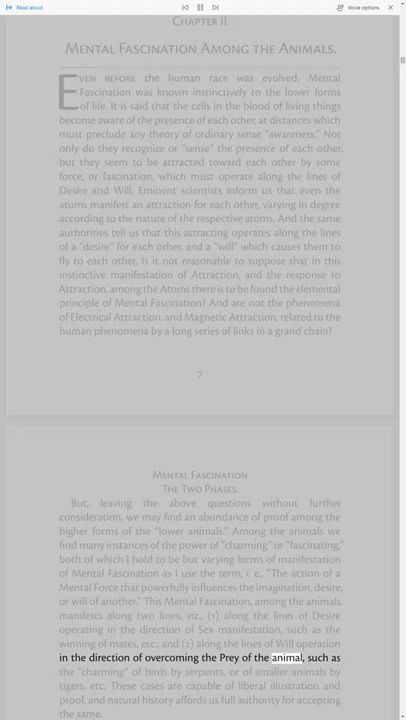 Read aloud
Voice options
CHAPTER II.
MENTAL FASCINATION AMONG THE ANIMALS.
EVEN BEFORE the human race was evolved, Mental
Fascination was known instinctively to the lower forms
of life. It is said that the cells in the blood of living things
become aware of the presence of each other, at distances which
must preclude any theory of ordinary sense "awareness." Not
only do they recognize or "sense" the presence of each other,
but they seem to be attracted toward each other by some
force, or fascination, which must operate along the lines of
Desire and Will. Eminent scientists inform us that even the
atoms manifest an attraction for each other, varying in degree
according to the nature of the respective atoms. And the same
authorities tell us that this attracting operates along the lines
of a "desire" for each other, and a "will" which causes them to
fly to each other. Is it not reasonable to suppose that in this
instinctive manifestation of Attraction, and the response to
Attraction, among the Atoms there is to be found the elemental
principle of Mental Fascination? And are not the phenomena
of Electrical Attraction, and Magnetic Attraction, related to the
human phenomena by a long series of links in a grand chain?
7
MENTAL FASCINATION
THE TWO PHASES.
But, leaving the above questions without further
consideration, we may find an abundance of proof among the
higher forms of the "lower animals." Among the animals we
find many instances of the power of "charming" or "fascinating,"
both of which I hold to be but varying forms of manifestation
of Mental Fascination as I use the term, i. e., "The action of a
Mental Force that powerfully influences the imagination, desire,
or will of another." This Mental Fascination, among the animals,
manifests along two lines, viz., (1) along the lines of Desire
operating in the direction of Sex manifestation, such as the
winning of mates, etc.; and (2) along the lines of Will operation
in the direction of overcoming the Prey of the animal, such as
the "charming" of birds by serpents, or of smaller animals by
tigers, etc. These cases are capable of liberal illustration and
proof, and natural history affords us full authority for accepting
the same.